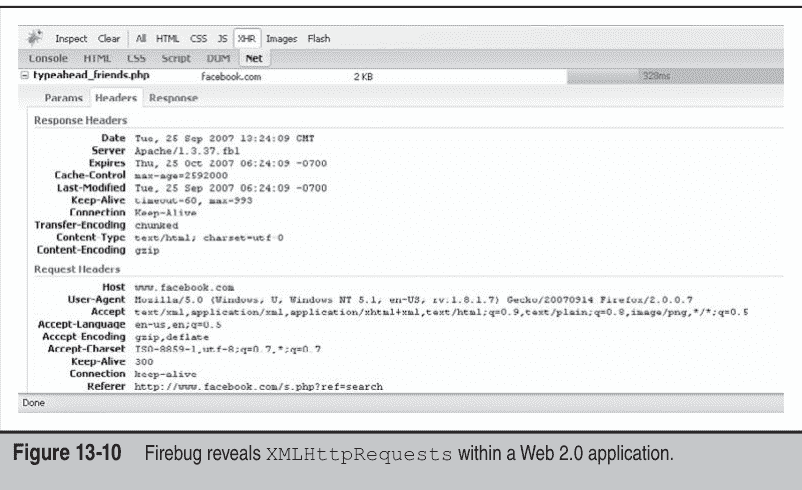 Inspect Clear All HTML CSS JS XHR Images Flash
Console HTML CSS Script DOM Net
typeahead_friends.php facebook.com 2 KB 328ms
Params Headers Response
Response Headers
Date Tue, 25 Sep 2007 13:24:09 GMT
Server Apache/1.3.37.fb1
Expires Thu, 25 Oct 2007 06:24:09 -0700
Cache-Control max-age=2592000
Last-Modified Tue, 25 Sep 2007 06:24:09 -0700
Keep-Alive timeout=60, max=993
Connection Keep-Alive
Transfer-Encoding chunked
Content-Type text/html; charset=utf-8
Content-Encoding gzip
Request Headers
Host www.facebook.com
User-Agent Mozilla/5.0 (Windows; U; Windows NT 5.1; en-US; rv:1.8.1.7) Gecko/20070914 Firefox/2.0.0.7
Accept text/xml,application/xml,application/xhtml+xml,text/html;q=0.9,text/plain;q=0.8,image/png,*/*;q=0.5
Accept-Language en-us,en;q=0.5
Accept-Encoding gzip,deflate
Accept-Charset ISO-8859-1,utf-8;q=0.7,*;q=0.7
Keep-Alive 300
Connection keep-alive
Referer http://www.facebook.com/s.php?ref=search
Done
Figure 13-10 Firebug reveals XMLHttpRequests within a Web 2.0 application.